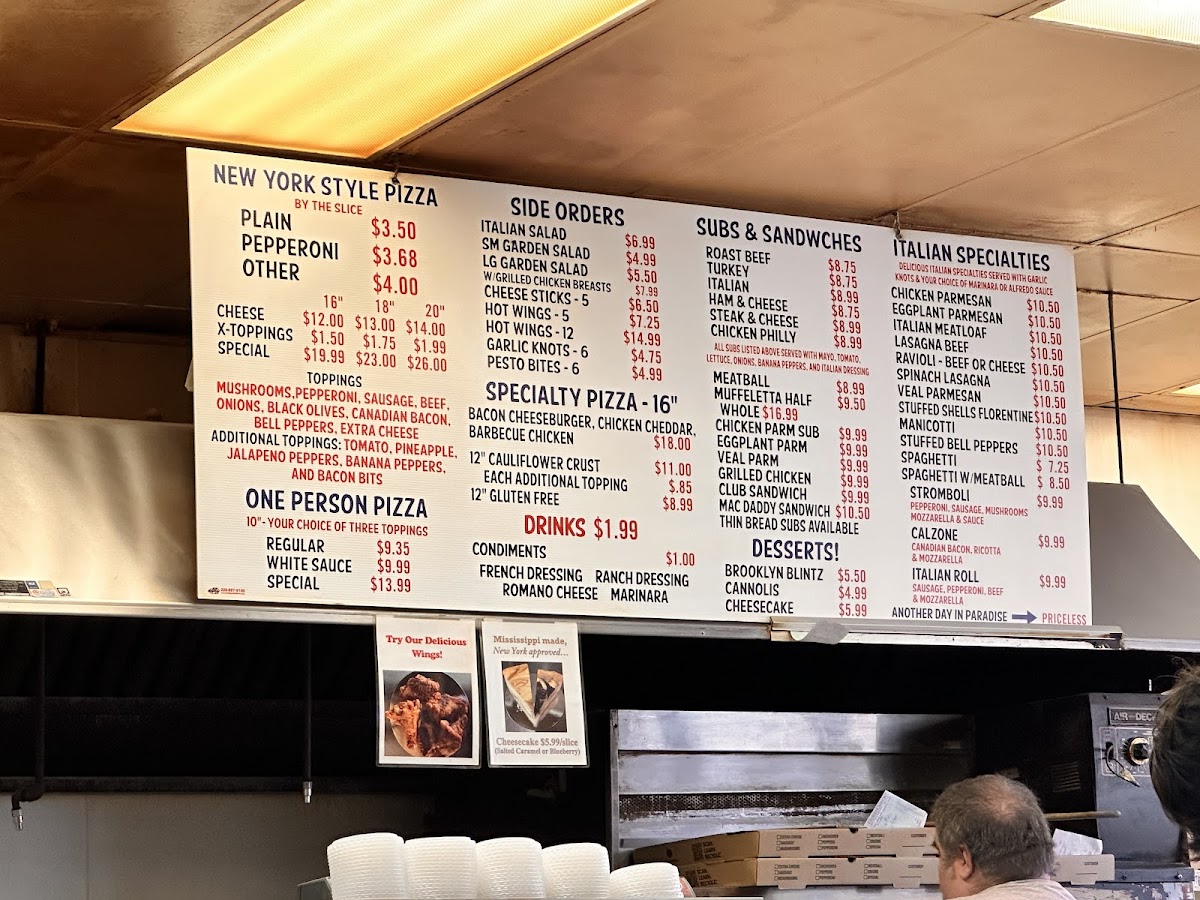 NEW YORK STYLE PIZZA
BY THE SLICE
PLAIN $3.50
PEPPERONI $3.68
OTHER $4.00
16" 18" 20"
CHEESE $12.00 $13.00 $14.00
X-TOPPINGS $1.50 $1.75 $1.99
SPECIAL $19.99 $23.00 $26.00
TOPPINGS
MUSHROOMS,PEPPERONI, SAUSAGE, BEEF,
ONIONS, BLACK OLIVES, CANADIAN BACON,
BELL PEPPERS, EXTRA CHEESE
ADDITIONAL TOPPINGS: TOMATO, PINEAPPLE,
JALAPENO PEPPERS, BANANA PEPPERS,
AND BACON BITS
ONE PERSON PIZZA
10"- YOUR CHOICE OF THREE TOPPINGS
REGULAR $9.35
WHITE SAUCE $9.99
SPECIAL $13.99
SIDE ORDERS
ITALIAN SALAD $6.99
SM GARDEN SALAD $4.99
LG GARDEN SALAD $5.50
W/GRILLED CHICKEN BREASTS $7.99
CHEESE STICKS - 5 $6.50
HOT WINGS - 5 $7.25
HOT WINGS - 12 $14.99
GARLIC KNOTS - 6 $4.75
PESTO BITES - 6 $4.99
SPECIALTY PIZZA - 16"
BACON CHEESEBURGER, CHICKEN CHEDDAR,
BARBECUE CHICKEN $18.00
12" CAULIFLOWER CRUST $11.00
EACH ADDITIONAL TOPPING $.85
12" GLUTEN FREE $8.99
DRINKS $1.99
CONDIMENTS $1.00
FRENCH DRESSING RANCH DRESSING
ROMANO CHEESE MARINARA
SUBS & SANDWCHES
ROAST BEEF $8.75
TURKEY $8.75
ITALIAN $8.99
HAM & CHEESE $8.75
STEAK & CHEESE $8.99
CHICKEN PHILLY $8.99
ALL SUBS LISTED ABOVE SERVED WITH MAYO, TOMATO,
LETTUCE, ONIONS, BANANA PEPPERS, AND ITALIAN DRESSING
MEATBALL $8.99
MUFFELETTA HALF $9.50
WHOLE $16.99
CHICKEN PARM SUB $9.99
EGGPLANT PARM $9.99
VEAL PARM $9.99
GRILLED CHICKEN $9.99
CLUB SANDWICH $9.99
MAC DADDY SANDWICH $10.50
THIN BREAD SUBS AVAILABLE
DESSERTS!
BROOKLYN BLINTZ $5.50
CANNOLIS $4.99
CHEESECAKE $5.99
ITALIAN SPECIALTIES
DELICIOUS ITALIAN SPECIALTIES SERVED WITH GARLIC
KNOTS & YOUR CHOICE OF MARINARA OR ALFREDO SAUCE
CHICKEN PARMESAN $10.50
EGGPLANT PARMESAN $10.50
ITALIAN MEATLOAF $10.50
LASAGNA BEEF $10.50
RAVIOLI - BEEF OR CHEESE $10.50
SPINACH LASAGNA $10.50
VEAL PARMESAN $10.50
STUFFED SHELLS FLORENTINE $10.50
MANICOTTI $10.50
STUFFED BELL PEPPERS $10.50
SPAGHETTI $ 7.25
SPAGHETTI W/MEATBALL $ 8.50
STROMBOLI $9.99
PEPPERONI, SAUSAGE, MUSHROOMS
MOZZARELLA & SAUCE
CALZONE $9.99
CANADIAN BACON, RICOTTA
& MOZZARELLA
ITALIAN ROLL $9.99
SAUSAGE, PEPPERONI, BEEF
& MOZZARELLA
ANOTHER DAY IN PARADISE → PRICELESS
Try Our Delicious
Wings!
Mississippi made,
New York approved...
Cheesecake $5.99/slice
(Salted Caramel or Blueberry)